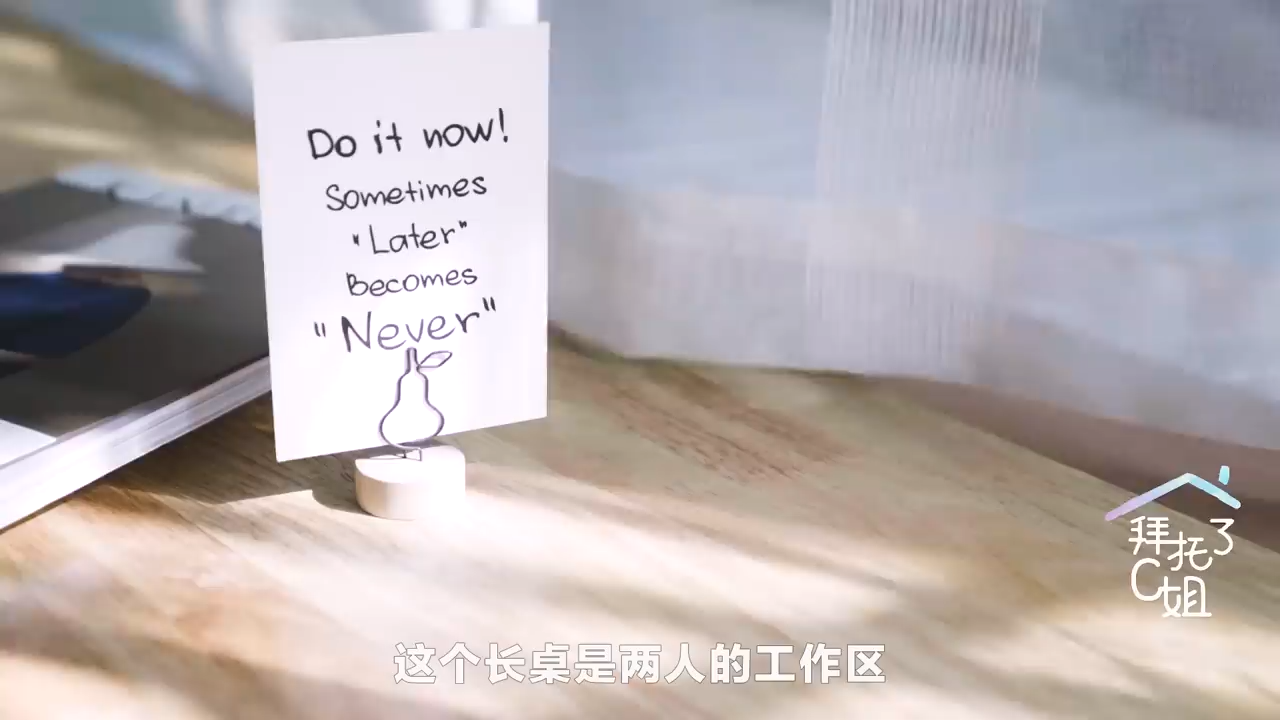 Do it now!
Sometimes
"Later"
Becomes
"Never"
拜托3
C姐
这个长桌是两人的工作区